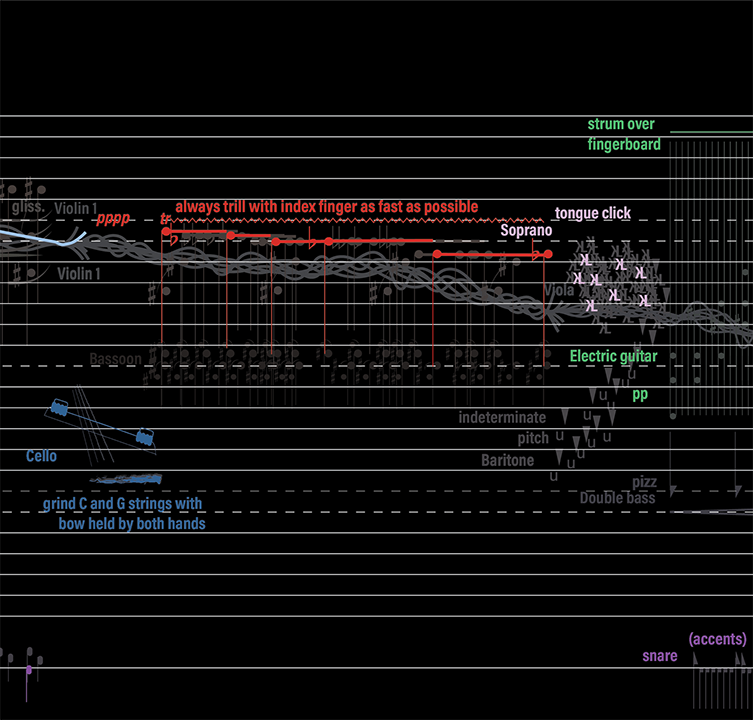 strum over
fingerboard
gliss.
Violin 1
pppp
tr
always trill with index finger as fast as possible
tongue click
Soprano
Violin 1
Viola
Bassoon
Electric guitar
pp
indeterminate
pitch
Baritone
u
u
u
u
u
u
u
Cello
grind C and G strings with
bow held by both hands
pizz
Double bass
(accents)
snare